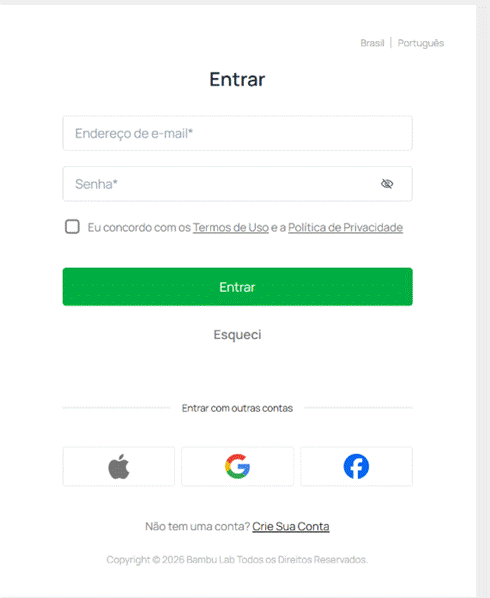 Brasil | Português
Entrar
Endereço de e-mail*
Senha*
Eu concordo com os Termos de Uso e a Política de Privacidade
Entrar
Esqueci
Entrar com outras contas
Não tem uma conta? Crie Sua Conta
Copyright © 2026 Bambu Lab Todos os Direitos Reservados.